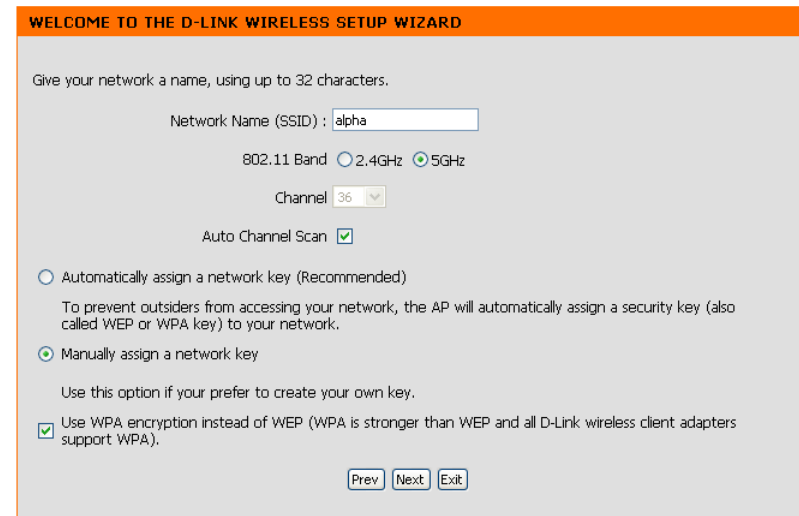 WELCOME TO THE D-LINK WIRELESS SETUP WIZARD
Give your network a name, using up to 32 characters.
Network Name (SSID) : alpha
802.11 Band 2.4GHz 5GHz
Channel 36
Auto Channel Scan
Automatically assign a network key (Recommended)
To prevent outsiders from accessing your network, the AP will automatically assign a security key (also
called WEP or WPA key) to your network.
Manually assign a network key
Use this option if your prefer to create your own key.
Use WPA encryption instead of WEP (WPA is stronger than WEP and all D-Link wireless client adapters
support WPA).
Prev Next Exit